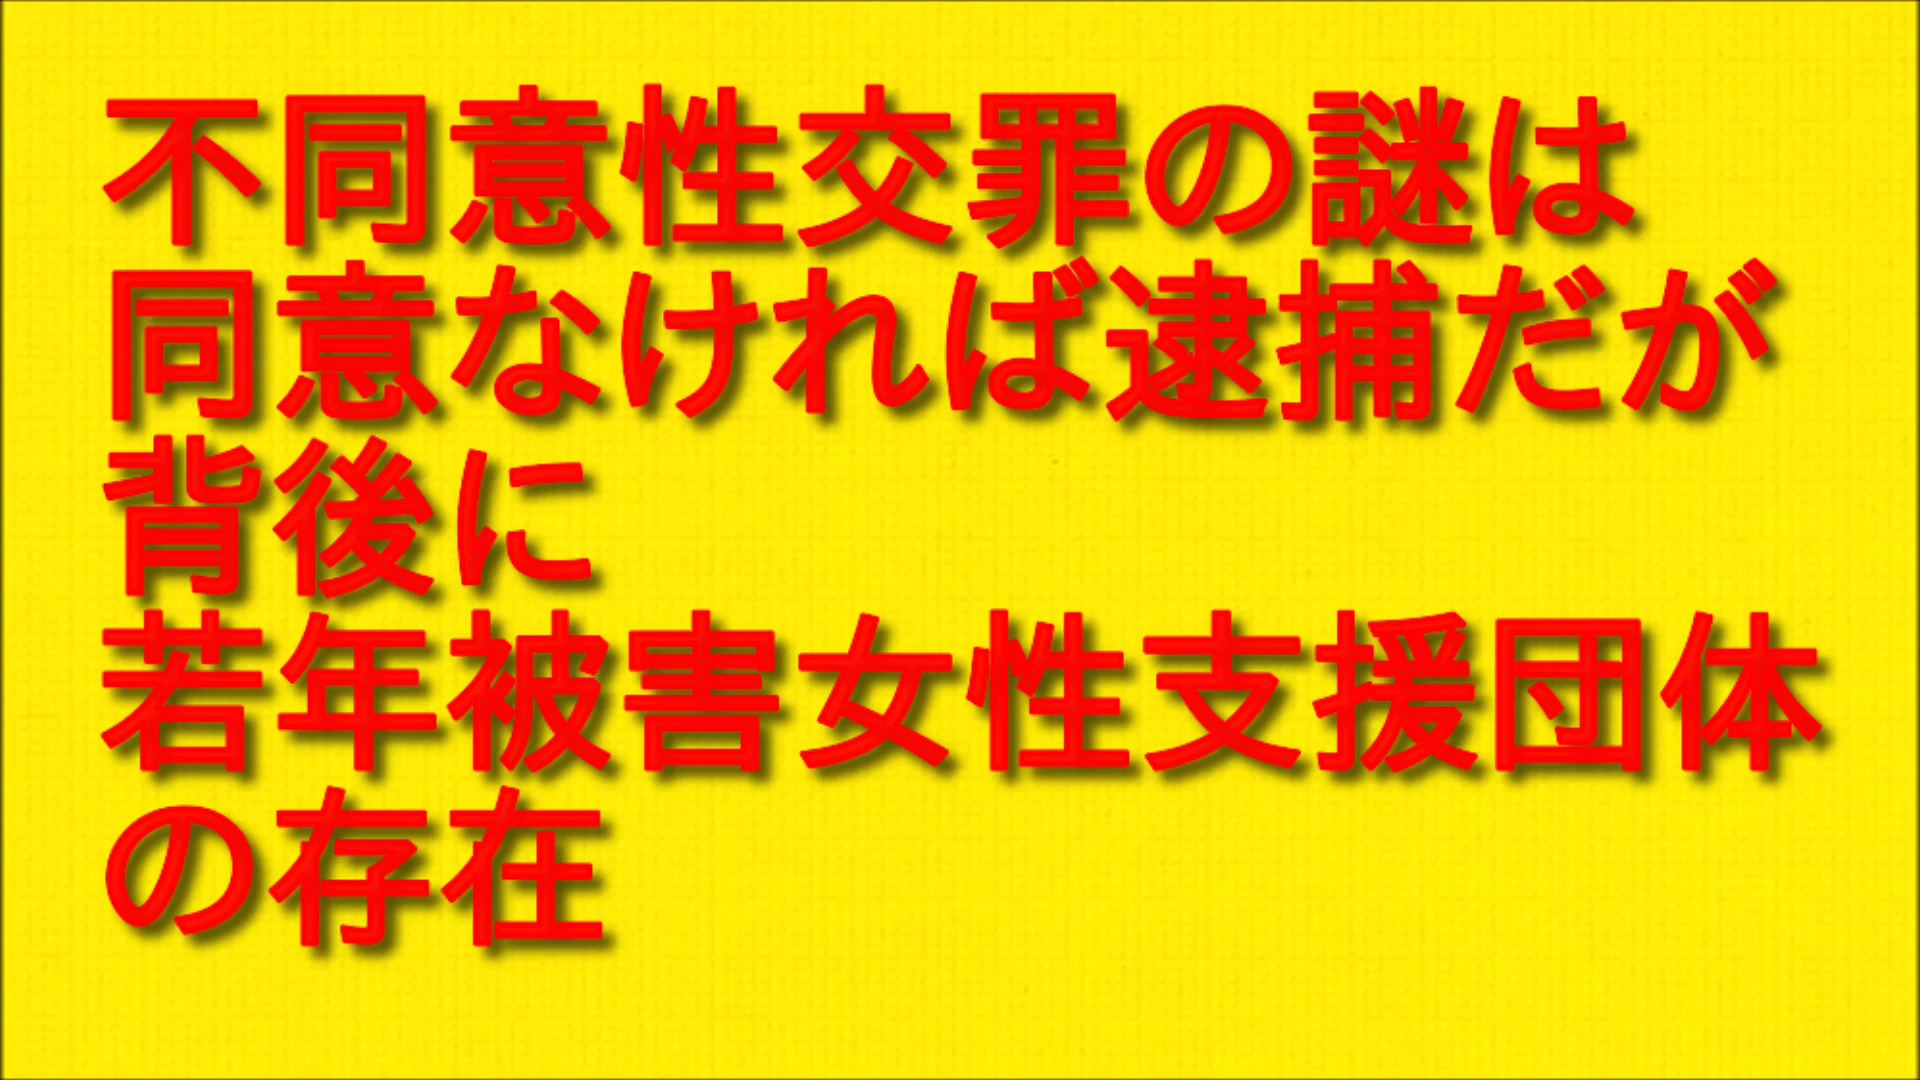 不同意性交罪の謎は
同意なければ逮捕だが
背後に
若年被害女性支援団体
の存在